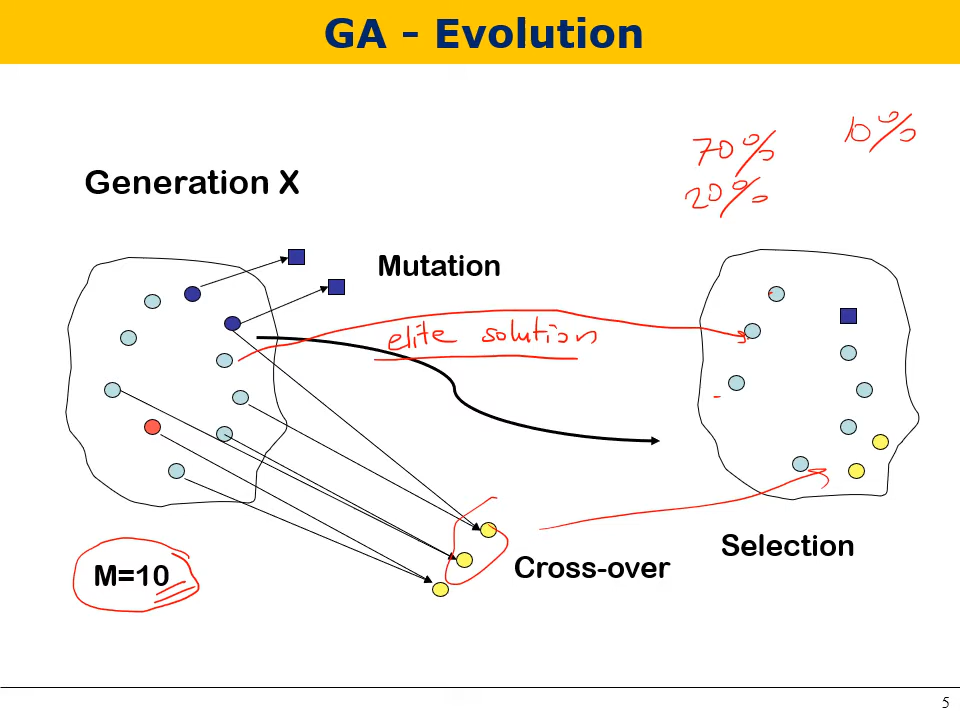 GA – Evolution
70% 10%
20%
Generation X
Mutation
elite solution
Selection
Cross-over
M=10
5